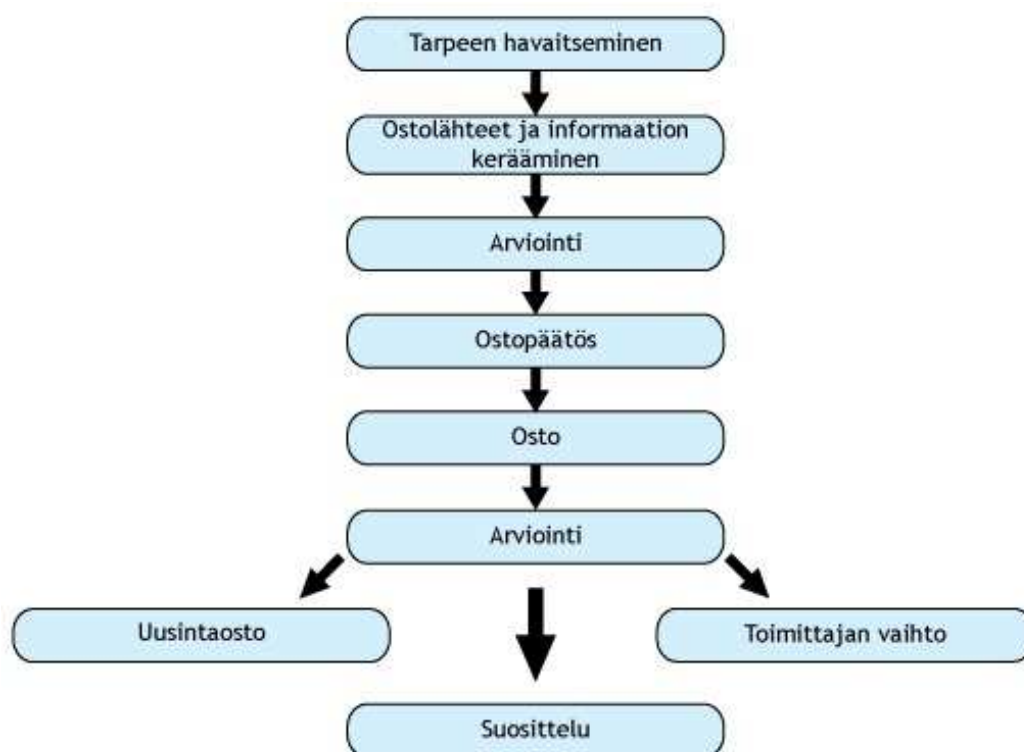 Tarpeen havaitseminen
Ostolähteet ja informaation
kerääminen
Arviointi
Ostopäätös
Osto
Arviointi
Uusintaosto
Toimittajan vaihto
Suosittelu